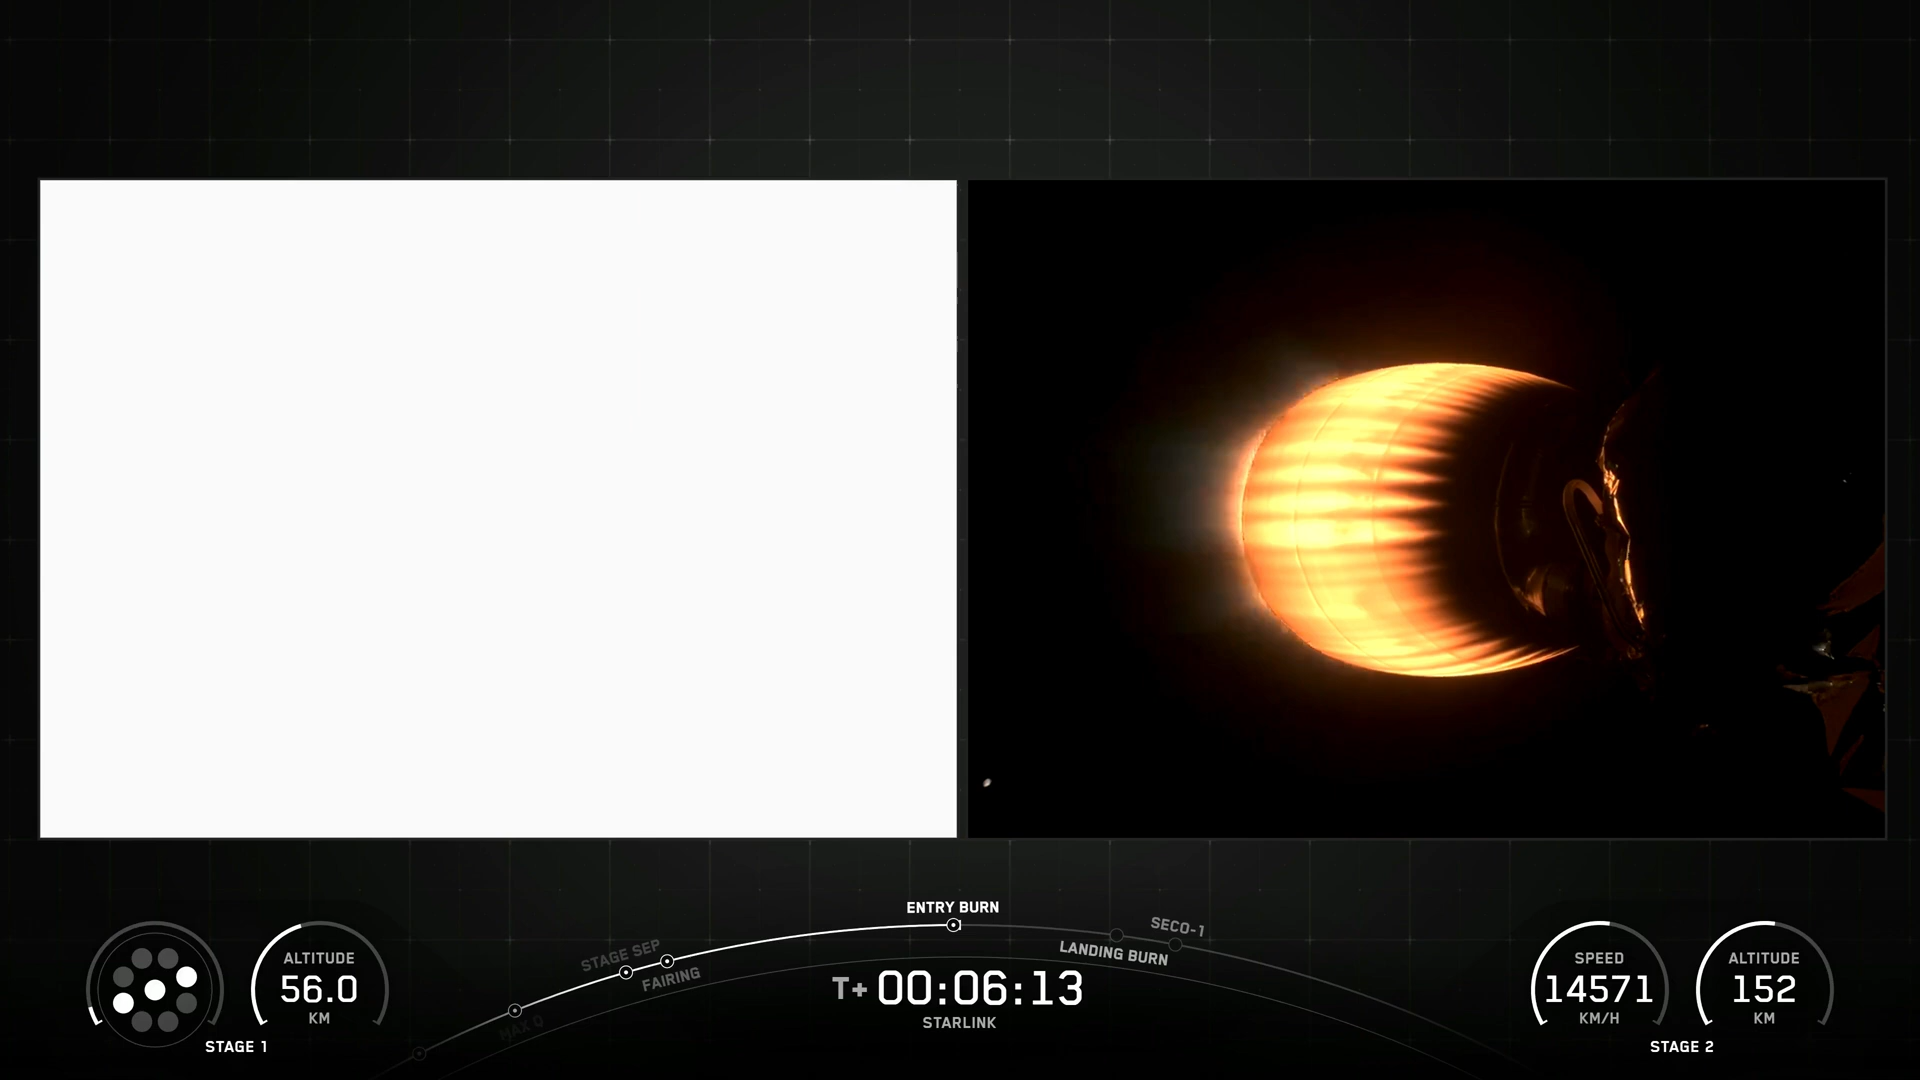 ENTRY BURN
STAGE SEP
FAIRING
MAX Q
LANDING BURN
SECO-1
ALTITUDE
56.0
KM
STAGE 1
T+ 00:06:13
STARLINK
SPEED
14571
KM/H
ALTITUDE
152
KM
STAGE 2